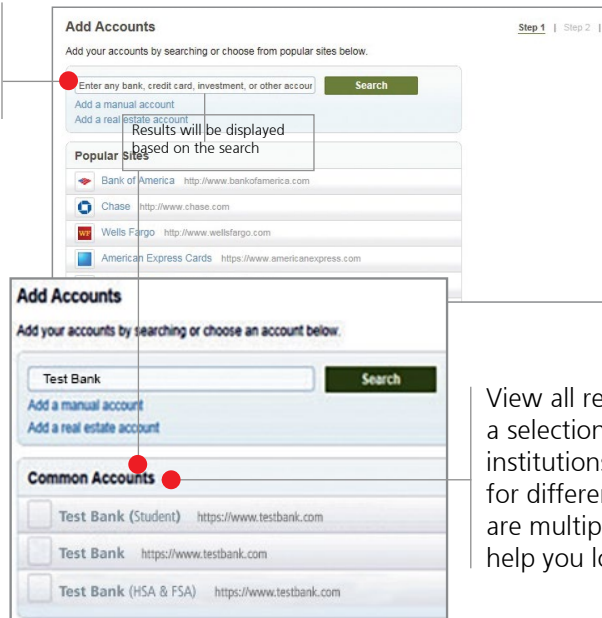 Add Accounts
Step 1 | Step 2 |
Add your accounts by searching or choose from popular sites below.
Enter any bank, credit card, investment, or other accour
Search
Add a manual account
Add a real estate account
Results will be displayed
based on the search
Popular Sites
Bank of America http://www.bankofamerica.com
Chase http://www.chase.com
WF
Wells Fargo http://www.wellsfargo.com
American Express Cards https://www.americanexpress.com
Add Accounts
Add your accounts by searching or choose an account below.
Test Bank
Search
Add a manual account
Add a real estate account
Common Accounts
Test Bank (Student) https://www.testbank.com
Test Bank https://www.testbank.com
Test Bank (HSA & FSA) https://www.testbank.com
View all re
a selection
institutions
for differe
are multip
help you lo